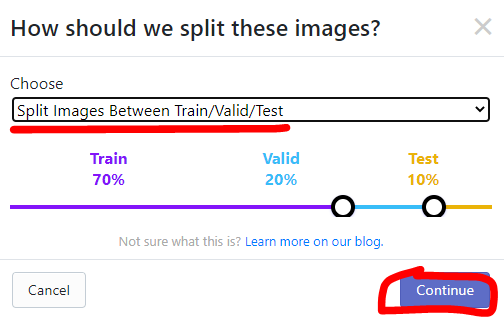 How should we split these images?
Choose
Split Images Between Train/Valid/Test
Train Valid Test
70% 20% 10%
Not sure what this is? Learn more on our blog.
Cancel Continue